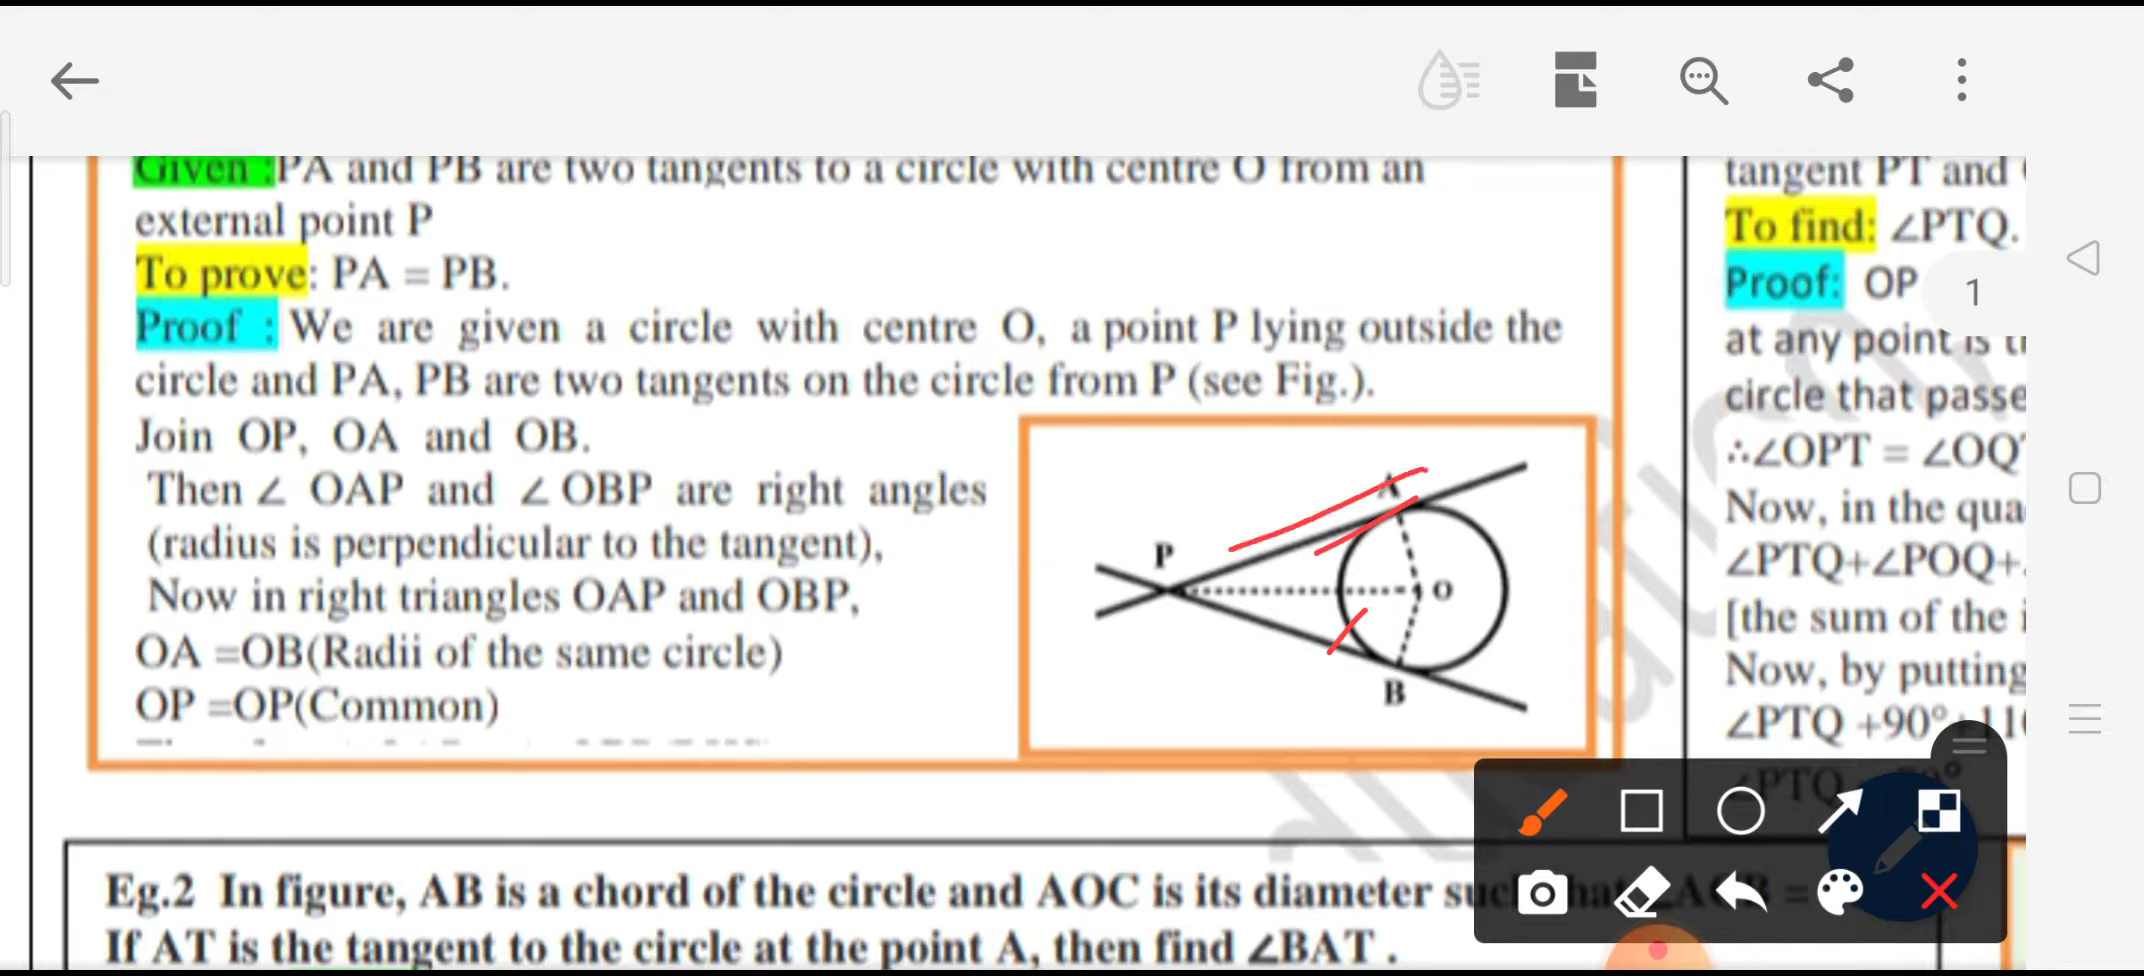 Given :PA and PB are two tangents to a circle with centre O from an
external point P
To prove: PA = PB.
Proof : We are given a circle with centre O, a point P lying outside the
circle and PA, PB are two tangents on the circle from P (see Fig.).
Join OP, OA and OB.
Then ∠ OAP and ∠ OBP are right angles
(radius is perpendicular to the tangent),
Now in right triangles OAP and OBP,
OA =OB(Radii of the same circle)
OP =OP(Common)
A
P
O
B
Eg.2 In figure, AB is a chord of the circle and AOC is its diameter
If AT is the tangent to the circle at the point A, then find ∠BAT .
tangent PT and
To find: ∠PTQ.
Proof: OP
1
at any point is
circle that passe
∴∠OPT = ∠OQ
Now, in the qua
∠PTQ+∠POQ+
[the sum of the
Now, by putting
∠PTQ +90°+11
∠PTQ